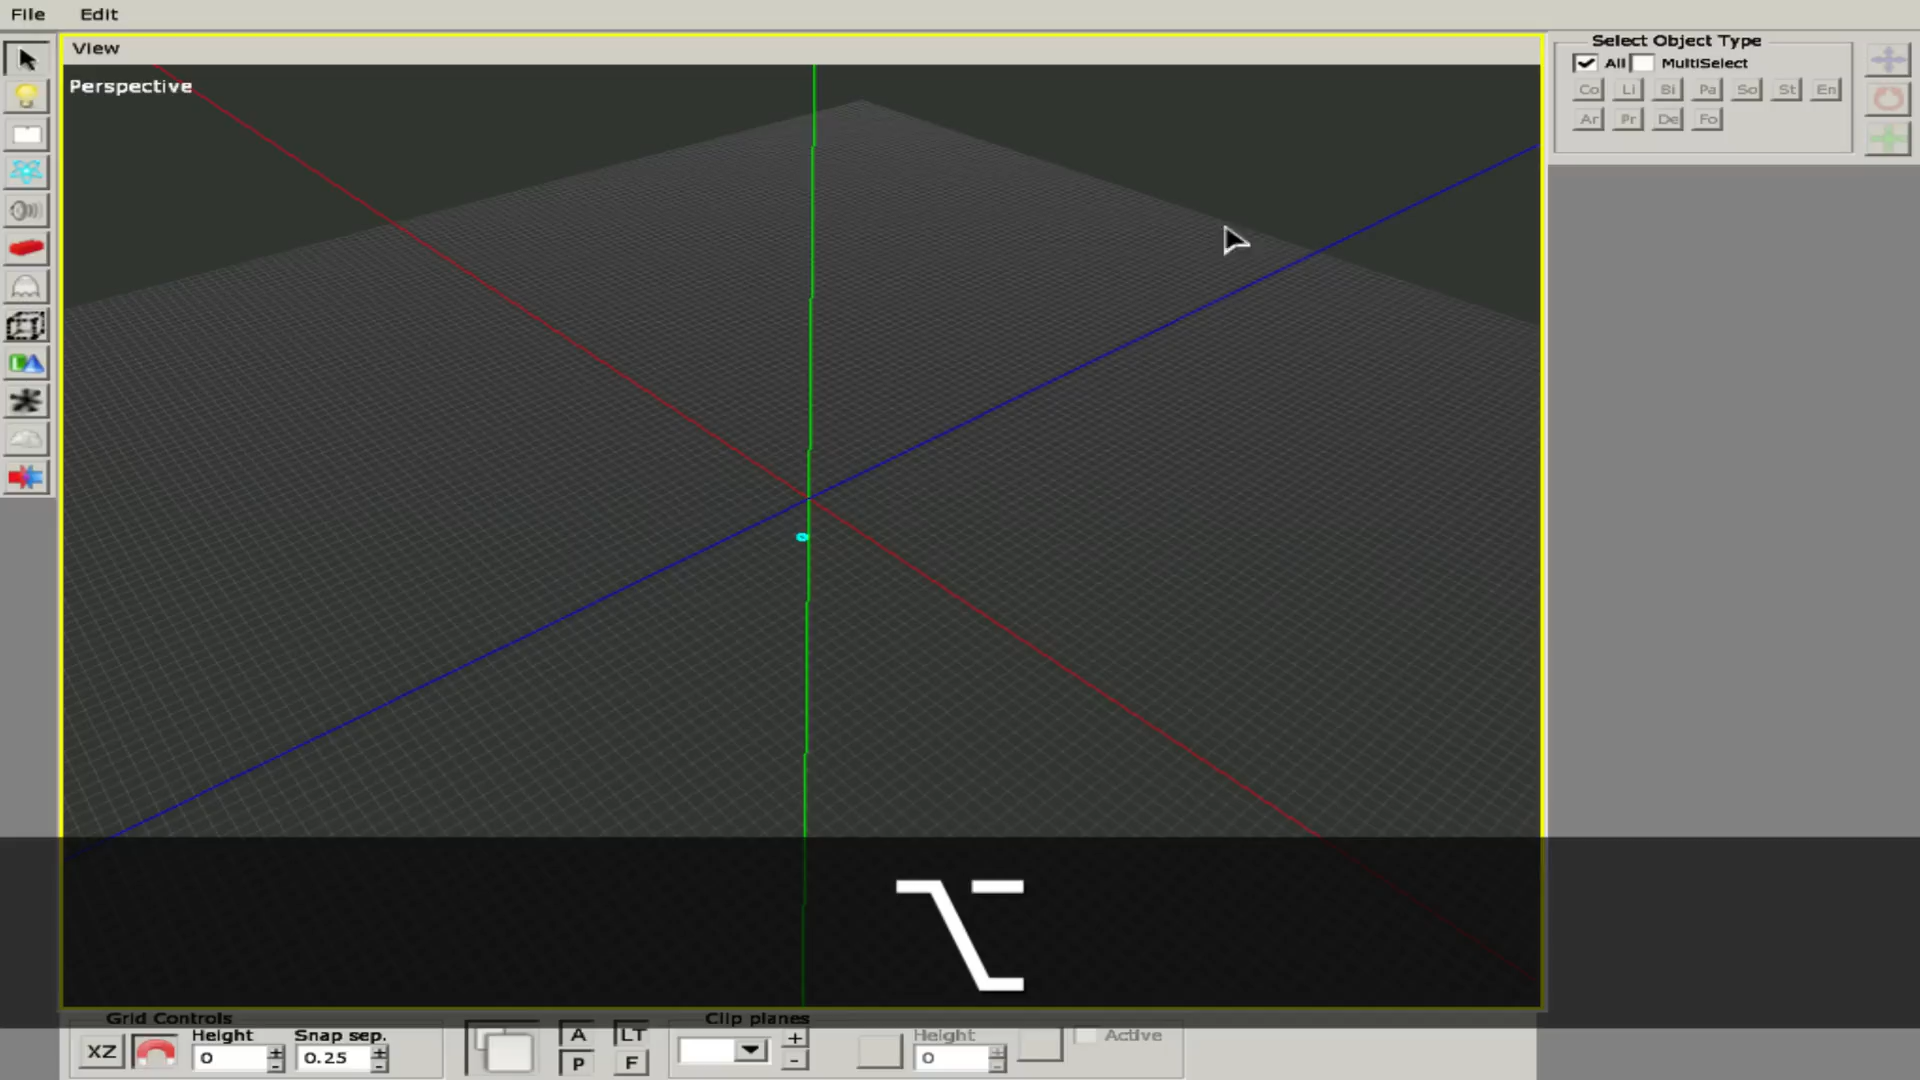 File Edit
View
Perspective
Select Object Type
All MultiSelect
Co Li Bi Pa So St En
Ar Pr De Fo
⌥
Grid Controls
XZ
Height
0
Snap sep.
0.25
A LT
P F
Clip planes
+
-
Height
0
Active